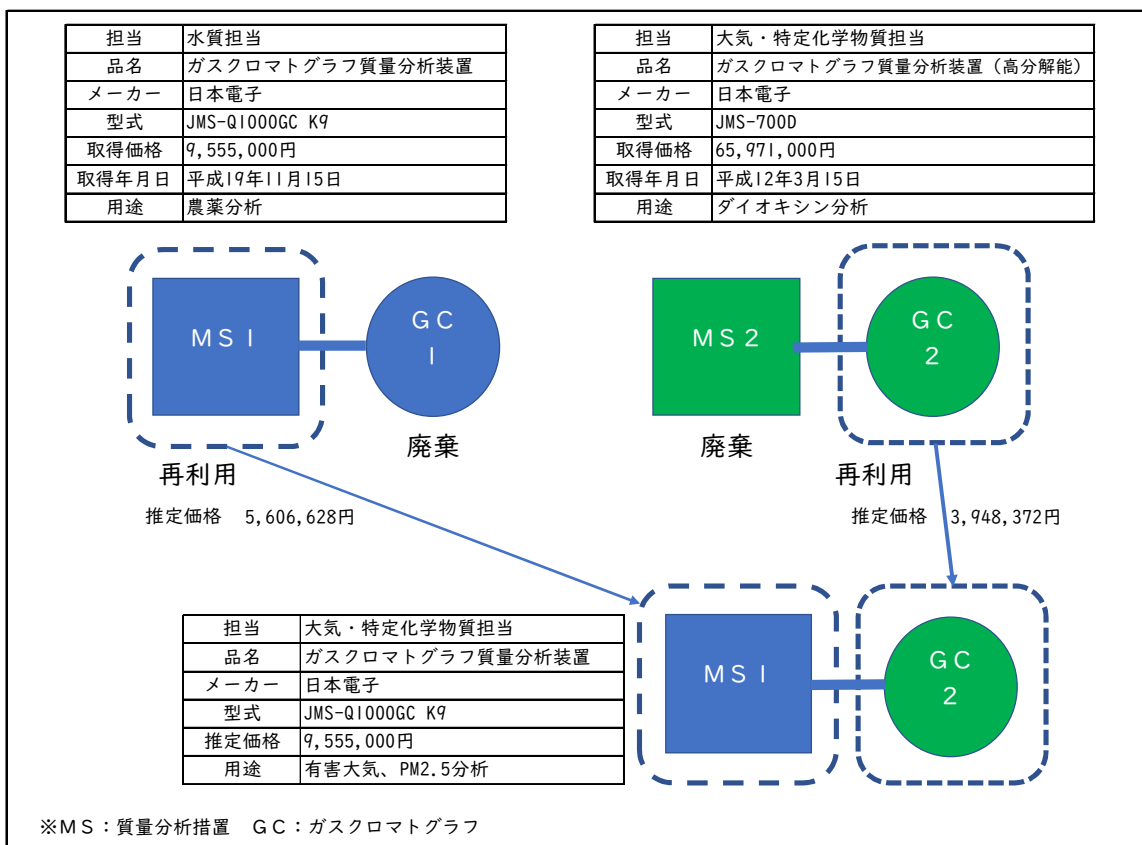 担当 水質担当
品名 ガスクロマトグラフ質量分析装置
メーカー 日本電子
型式 JMS-Q1000GC K9
取得価格 9,555,000円
取得年月日 平成19年11月15日
用途 農薬分析
担当 大気・特定化学物質担当
品名 ガスクロマトグラフ質量分析装置（高分解能）
メーカー 日本電子
型式 JMS-700D
取得価格 65,971,000円
取得年月日 平成12年3月15日
用途 ダイオキシン分析
ＭＳ１
ＧＣ
１
ＭＳ２
ＧＣ
２
廃棄
廃棄
再利用
再利用
推定価格 5,606,628円
推定価格 3,948,372円
担当 大気・特定化学物質担当
品名 ガスクロマトグラフ質量分析装置
メーカー 日本電子
型式 JMS-Q1000GC K9
推定価格 9,555,000円
用途 有害大気、PM2.5分析
ＭＳ１
ＧＣ
２
※ＭＳ：質量分析措置 ＧＣ：ガスクロマトグラフ